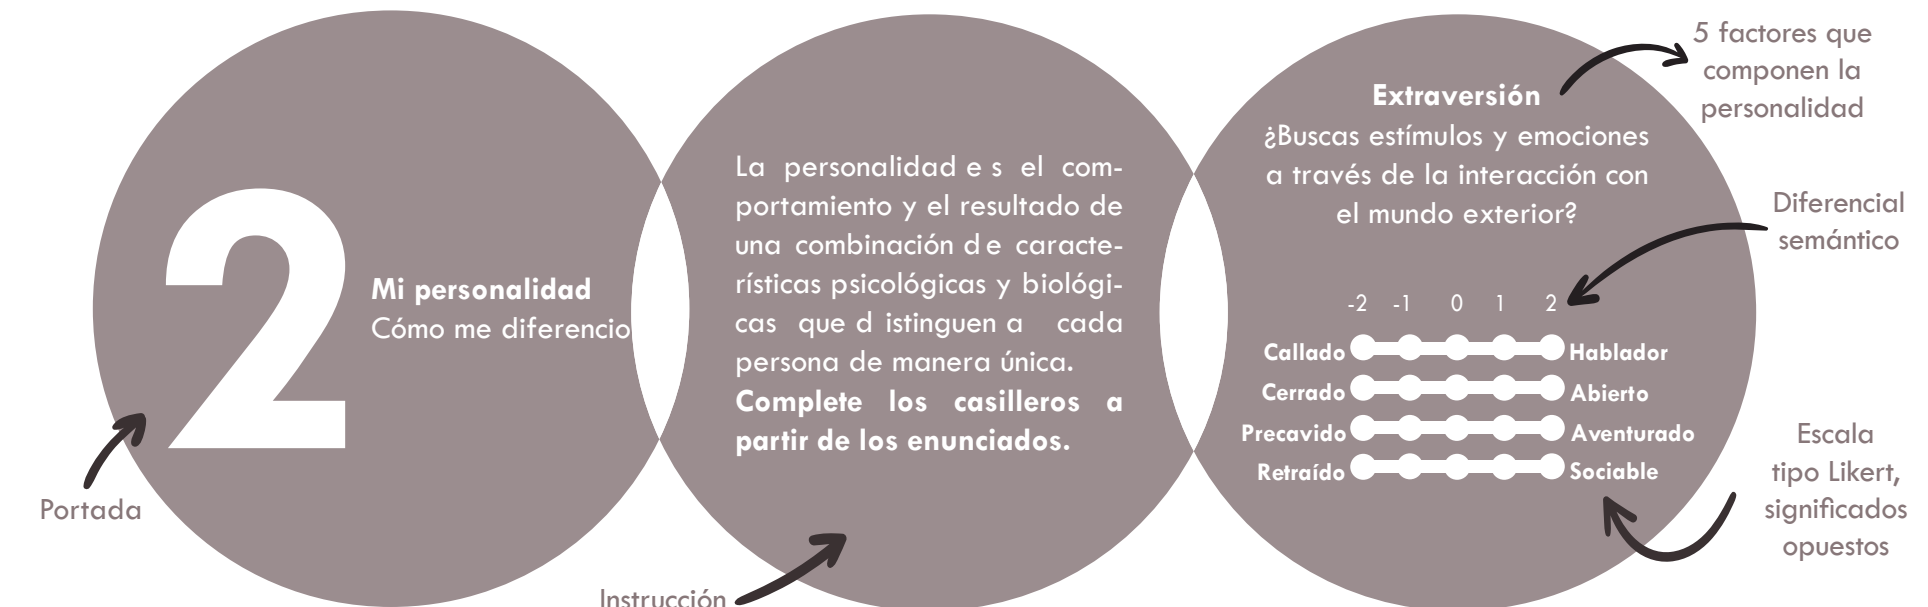 2
Mi personalidad
Cómo me diferencio
Portada
La personalidad e s el com-
portamiento y el resultado de
una combinación d e caracte-
rísticas psicológicas y biológi-
cas que d istinguen a cada
persona de manera única.
Complete los casilleros a
partir de los enunciados.
Instrucción
Extraversión
¿Buscas estímulos y emociones
a través de la interacción con
el mundo exterior?
-2 -1 0 1 2
Callado Hablador
Cerrado Abierto
Precavido Aventurado
Retraído Sociable
5 factores que
componen la
personalidad
Diferencial
semántico
Escala
tipo Likert,
significados
opuestos